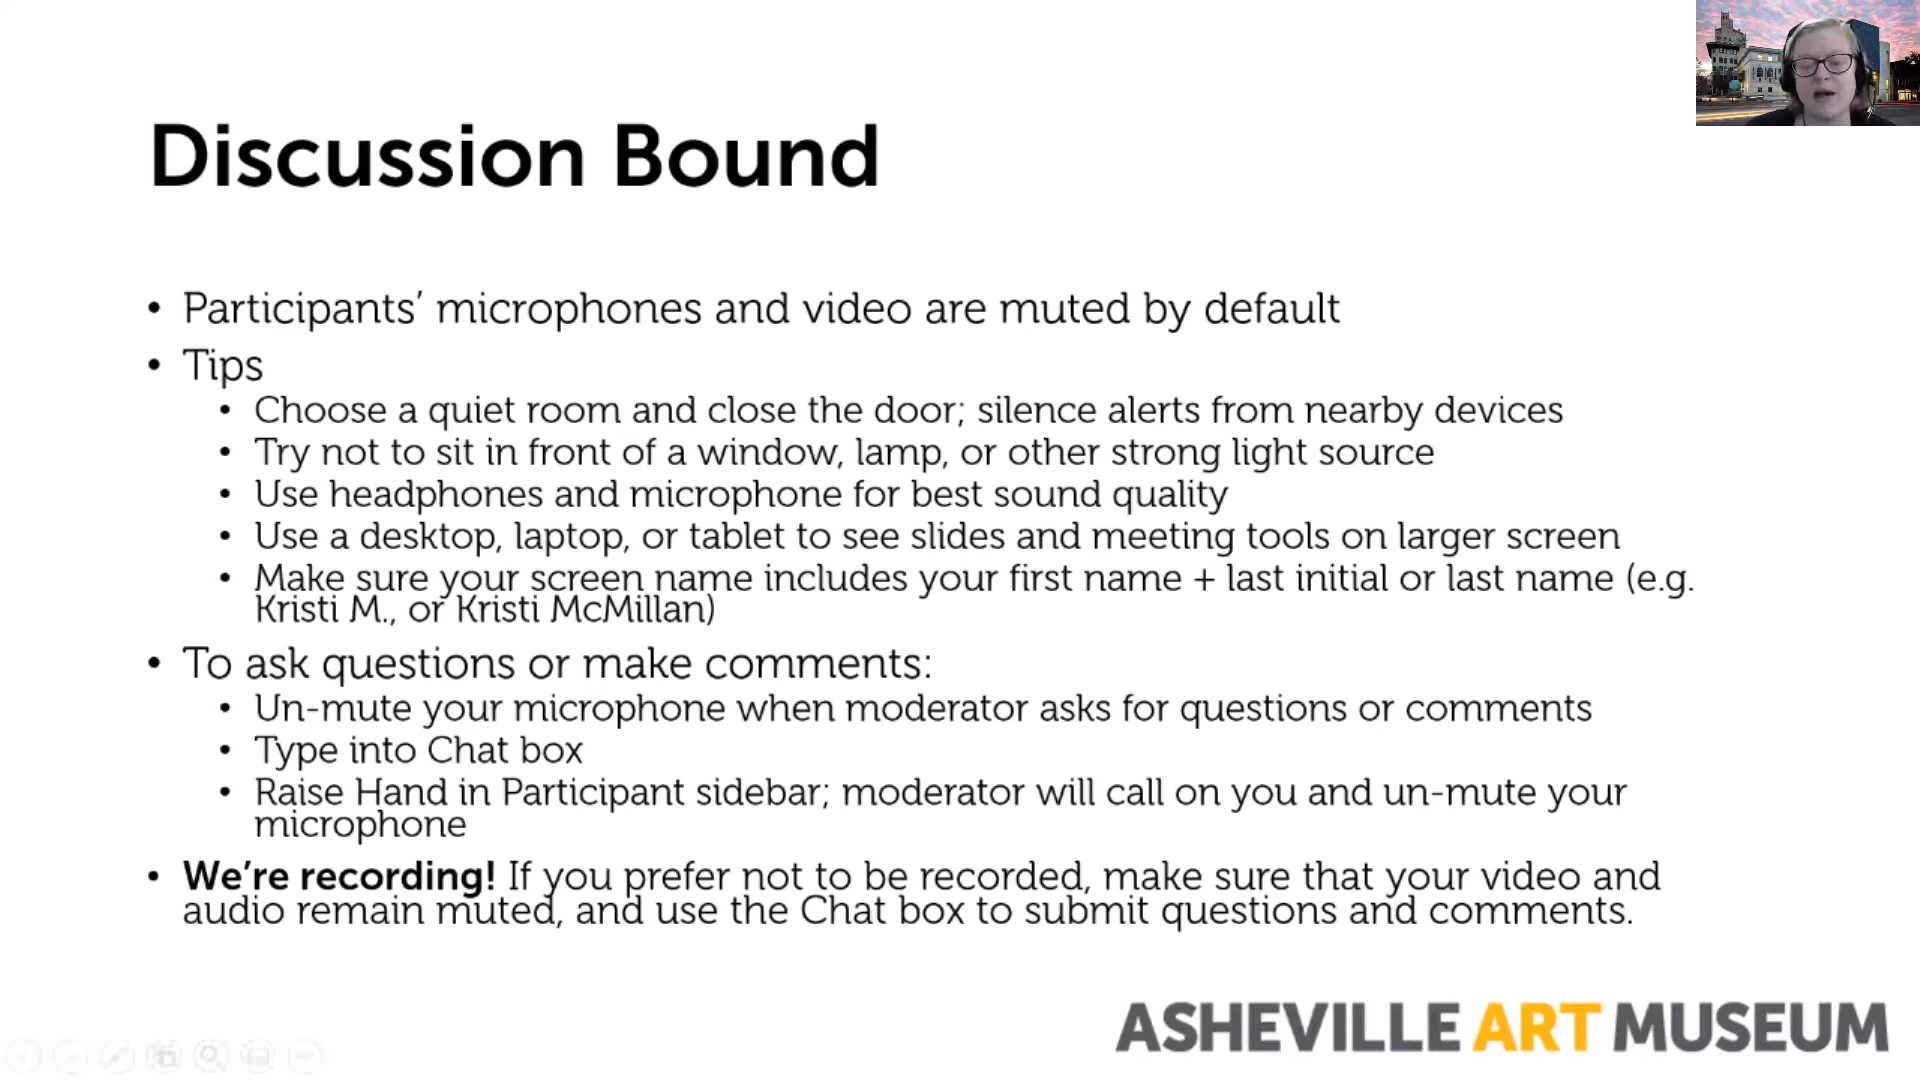 Discussion Bound
• Participants’ microphones and video are muted by default
• Tips
• Choose a quiet room and close the door; silence alerts from nearby devices
• Try not to sit in front of a window, lamp, or other strong light source
• Use headphones and microphone for best sound quality
• Use a desktop, laptop, or tablet to see slides and meeting tools on larger screen
• Make sure your screen name includes your first name + last initial or last name (e.g.
Kristi M., or Kristi McMillan)
• To ask questions or make comments:
• Un-mute your microphone when moderator asks for questions or comments
• Type into Chat box
• Raise Hand in Participant sidebar; moderator will call on you and un-mute your
microphone
• We’re recording! If you prefer not to be recorded, make sure that your video and
audio remain muted, and use the Chat box to submit questions and comments.
ASHEVILLE ART MUSEUM